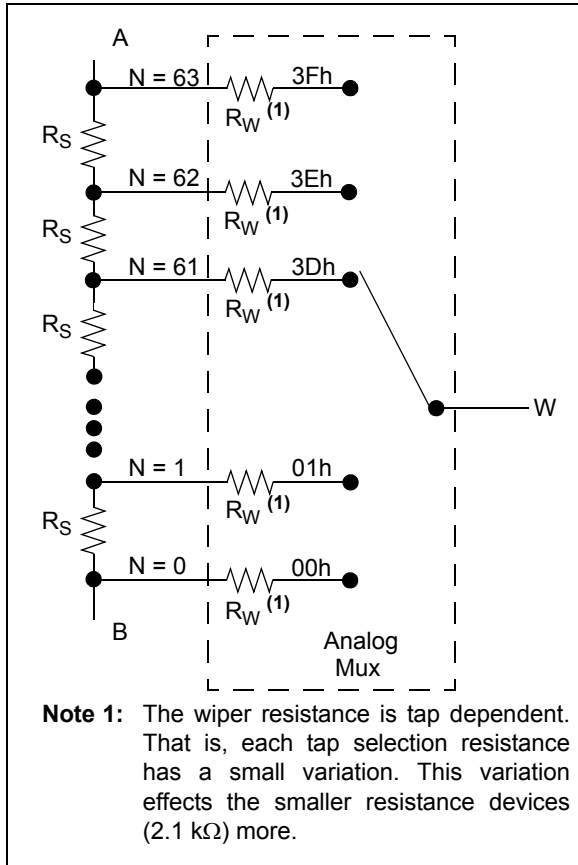 A
N = 63
3Fh
R_W (1)
R_S
N = 62
3Eh
R_W (1)
R_S
N = 61
3Dh
R_W (1)
R_S
W
N = 1
01h
R_W (1)
R_S
N = 0
00h
R_W (1)
B
Analog
Mux
Note 1: The wiper resistance is tap dependent.
That is, each tap selection resistance
has a small variation. This variation
effects the smaller resistance devices
(2.1 kΩ) more.